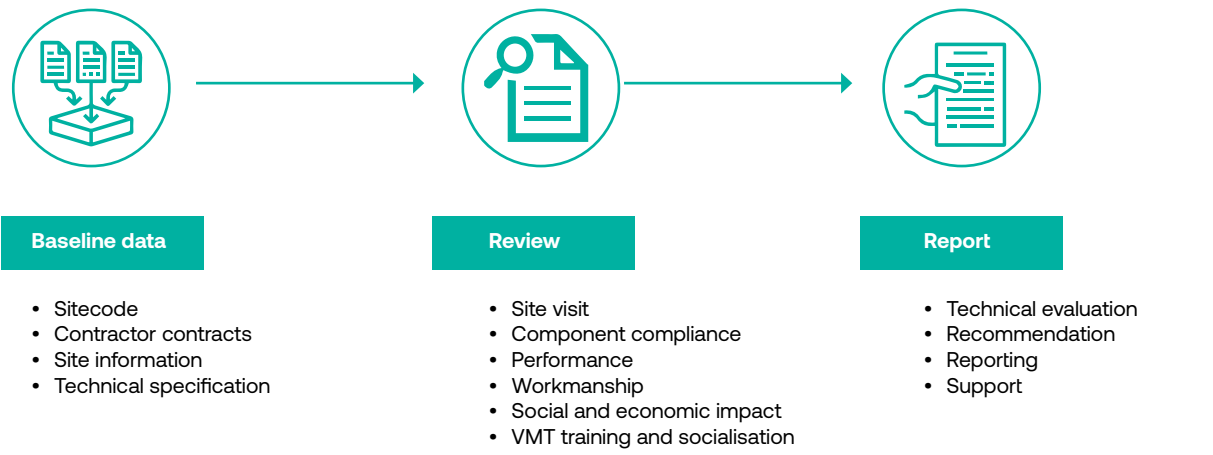 Baseline data
• Sitecode
• Contractor contracts
• Site information
• Technical specification
Review
• Site visit
• Component compliance
• Performance
• Workmanship
• Social and economic impact
• VMT training and socialisation
Report
• Technical evaluation
• Recommendation
• Reporting
• Support